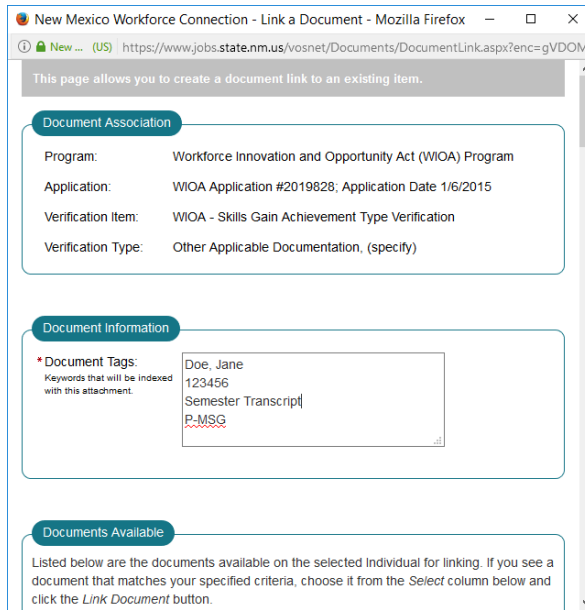 New Mexico Workforce Connection - Link a Document - Mozilla Firefox
New ... (US) https://www.jobs.state.nm.us/vosnet/Documents/DocumentLink.aspx?enc=gVDOM
This page allows you to create a document link to an existing item.
Document Association
Program: Workforce Innovation and Opportunity Act (WIOA) Program
Application: WIOA Application #2019828; Application Date 1/6/2015
Verification Item: WIOA - Skills Gain Achievement Type Verification
Verification Type: Other Applicable Documentation, (specify)
Document Information
*Document Tags:
Keywords that will be indexed
with this attachment.
Doe, Jane
123456
Semester Transcript
P-MSG
Documents Available
Listed below are the documents available on the selected Individual for linking. If you see a
document that matches your specified criteria, choose it from the Select column below and
click the Link Document button.